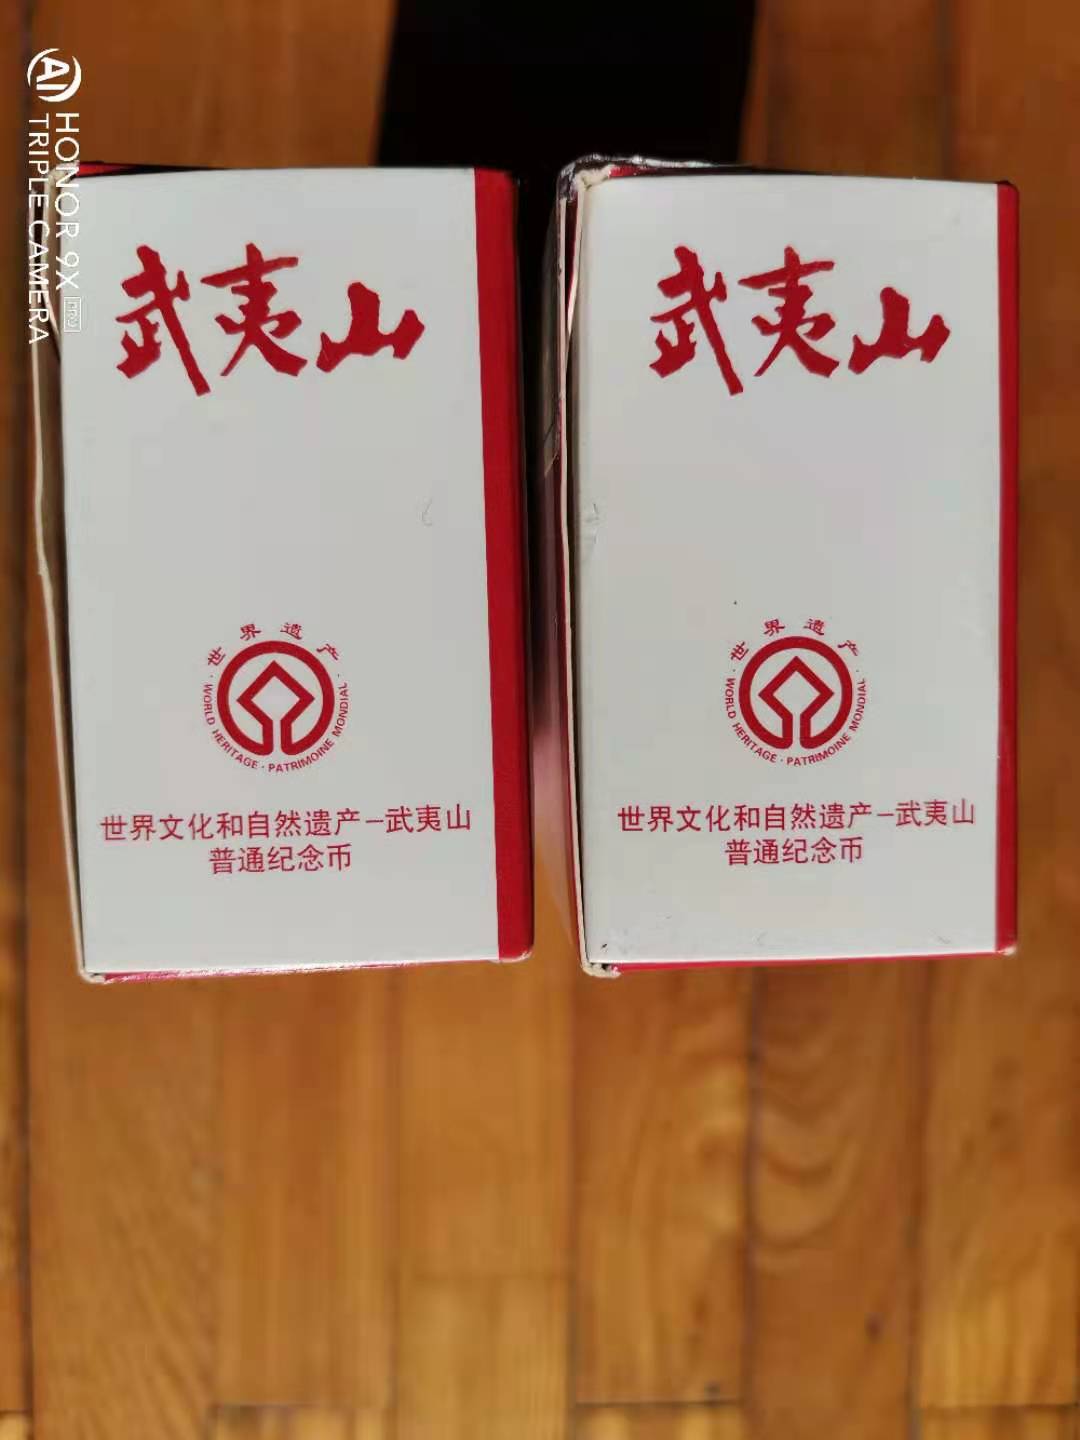 HONOR 9X
TRIPLE CAMERA
武夷山
世界遗产
WORLD HERITAGE · PATRIMOINE MONDIAL
世界文化和自然遗产—武夷山
普通纪念币
武夷山
世界遗产
WORLD HERITAGE · PATRIMOINE MONDIAL
世界文化和自然遗产—武夷山
普通纪念币